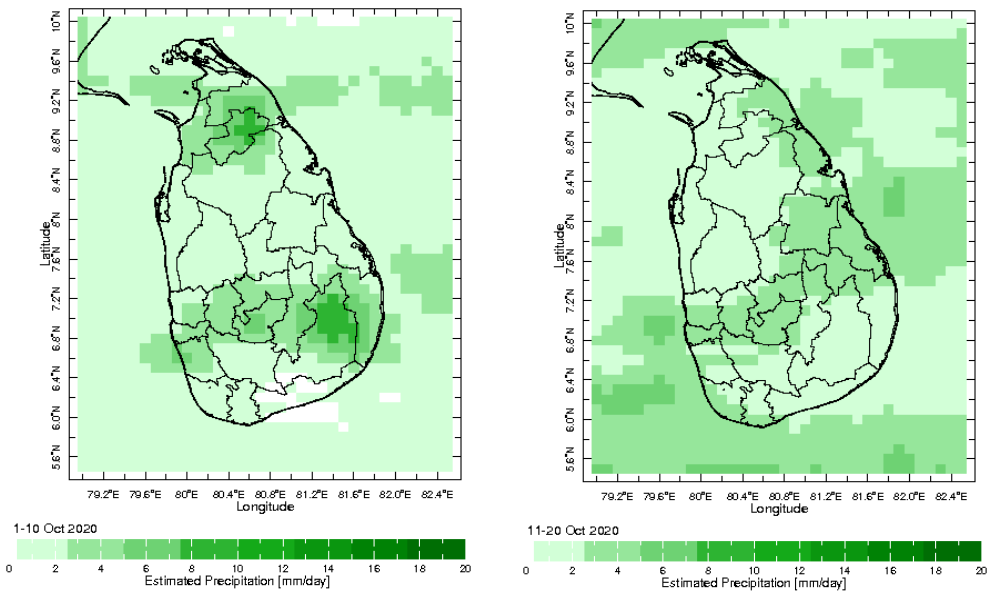 10˚N
9.6˚N
9.2˚N
8.8˚N
8.4˚N
8˚N
7.6˚N
7.2˚N
6.8˚N
6.4˚N
6.0˚N
5.6˚N
Latitude
79.2˚E 79.6˚E 80˚E 80.4˚E 80.8˚E 81.2˚E 81.6˚E 82.0˚E 82.4˚E
Longitude
1-10 Oct 2020
0 2 4 6 8 10 12 14 16 18 20
Estimated Precipitation [mm/day]
10˚N
9.6˚N
9.2˚N
8.8˚N
8.4˚N
8˚N
7.6˚N
7.2˚N
6.8˚N
6.4˚N
6.0˚N
5.6˚N
Latitude
79.2˚E 79.6˚E 80˚E 80.4˚E 80.8˚E 81.2˚E 81.6˚E 82.0˚E 82.4˚E
Longitude
11-20 Oct 2020
0 2 4 6 8 10 12 14 16 18 20
Estimated Precipitation [mm/day]